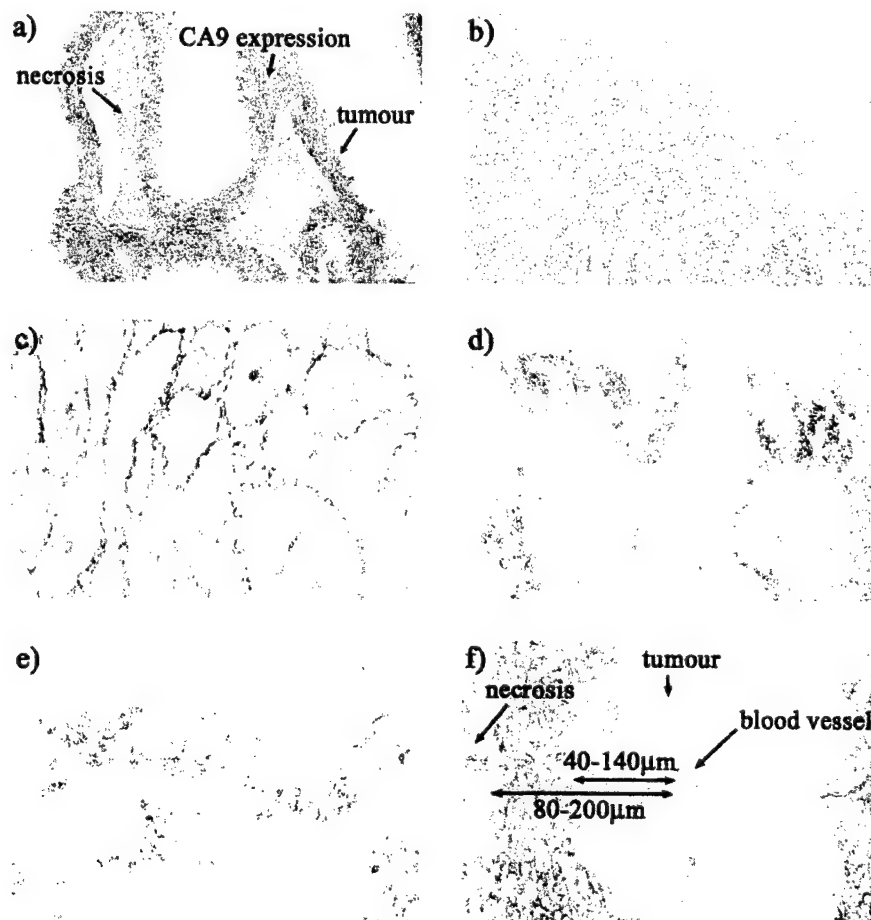 a)
CA9 expression
necrosis
tumour
b)
c)
d)
e)
f)
tumour
necrosis
blood vessel
40-140μm
80-200μm